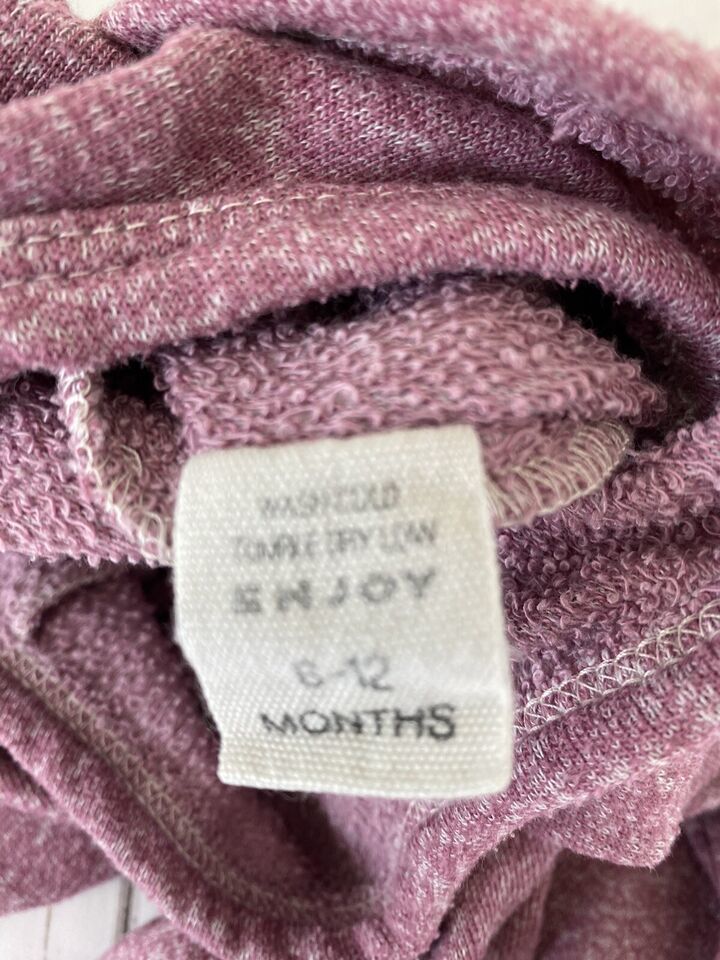 WASH COLD
TUMBLE DRY LOW
ENJOY
6-12
MONTHS